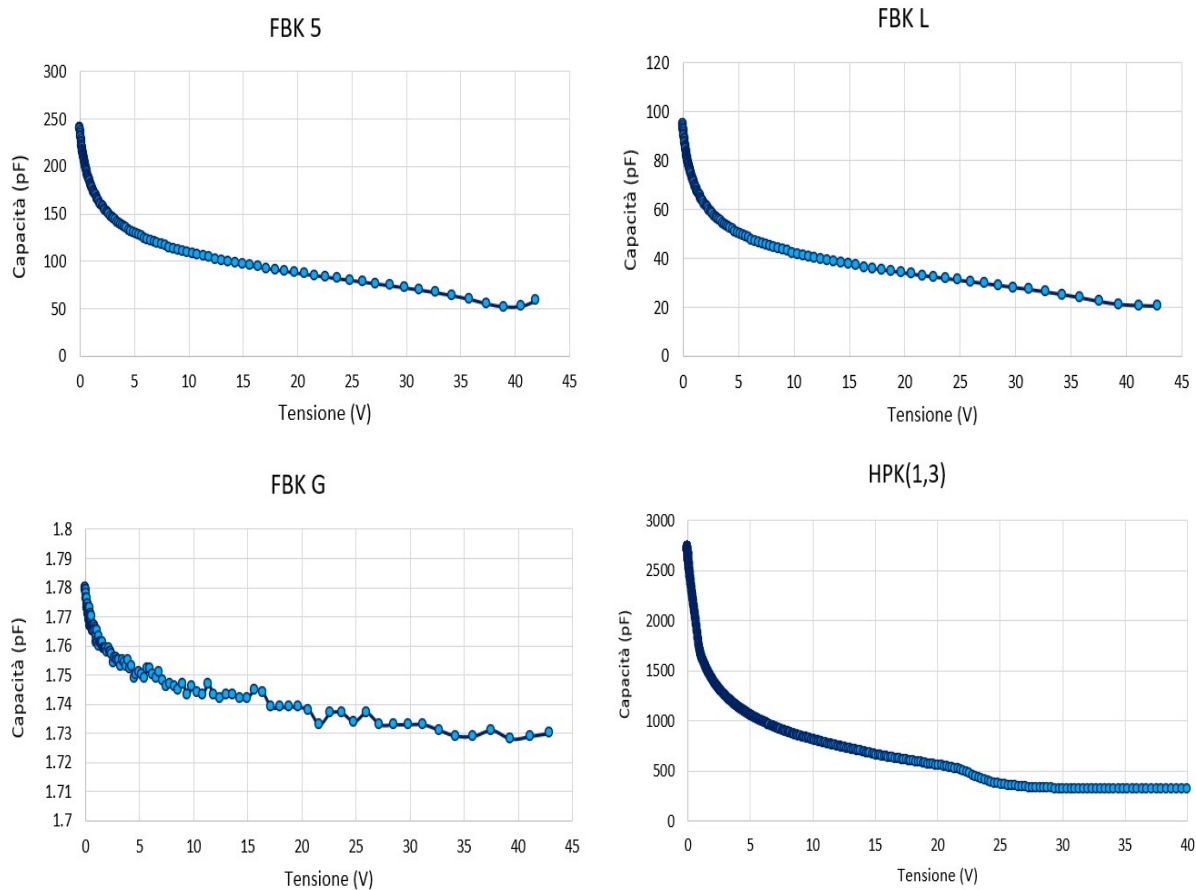 FBK 5
300
250
200
150
100
50
0
Capacità (pF)
0 5 10 15 20 25 30 35 40 45
Tensione (V)
FBK L
120
100
80
60
40
20
0
Capacità (pF)
0 5 10 15 20 25 30 35 40 45
Tensione (V)
FBK G
1.8
1.79
1.78
1.77
1.76
1.75
1.74
1.73
1.72
1.71
1.7
Capacità (pF)
0 5 10 15 20 25 30 35 40 45
Tensione (V)
HPK(1,3)
3000
2500
2000
1500
1000
500
0
Capacità (pF)
0 5 10 15 20 25 30 35 40
Tensione (V)